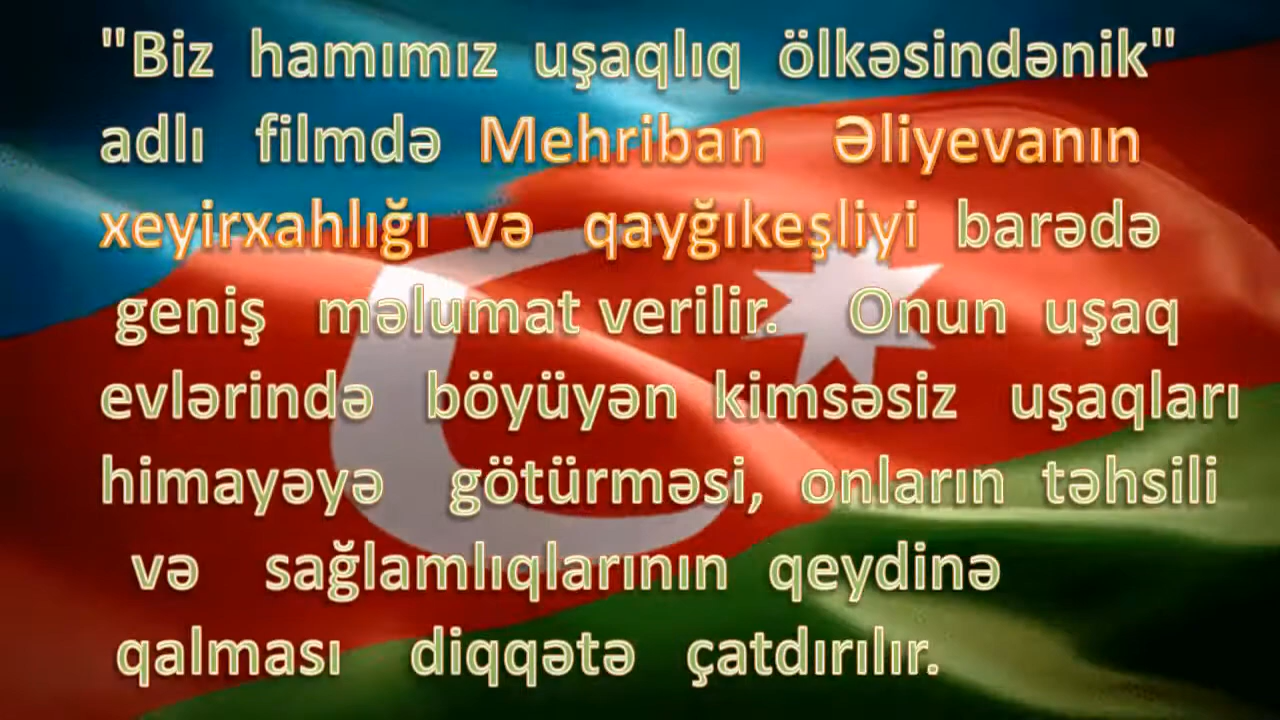 "Biz hamımız uşaqlıq ölkəsindənik"
adlı filmdə Mehriban Əliyevanın
xeyirxahlığı və qayğıkeşliyi barədə
geniş məlumat verilir. Onun uşaq
evlərində böyüyən kimsəsiz uşaqları
himayəyə götürməsi, onların təhsili
və sağlamlıqlarının qeydinə
qalması diqqətə çatdırılır.